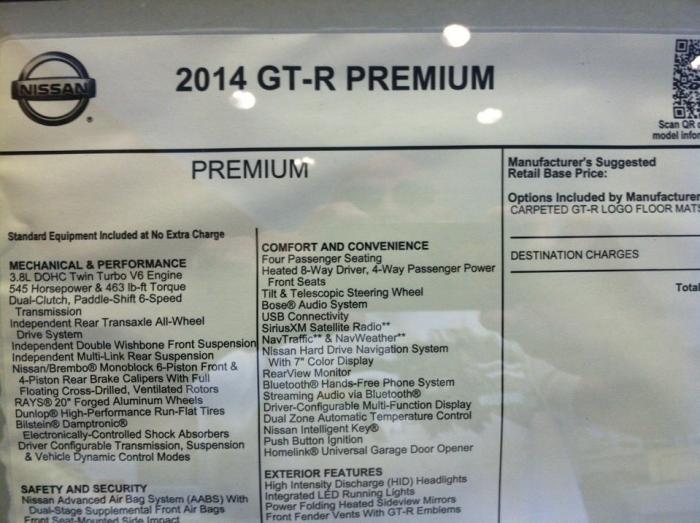 NISSAN
2014 GT-R PREMIUM
Scan QR
model
PREMIUM
Standard Equipment Included at No Extra Charge
MECHANICAL & PERFORMANCE
3.8L DOHC Twin Turbo V6 Engine
545 Horsepower & 463 lb-ft Torque
Dual-Clutch, Paddle-Shift 6-Speed
Transmission
Independent Rear Transaxle All-Wheel
Drive System
Independent Double Wishbone Front Suspension
Independent Multi-Link Rear Suspension
Nissan/Brembo® Monoblock 6-Piston Front &
4-Piston Rear Brake Calipers With Full
Floating Cross-Drilled, Ventilated Rotors
RAYS® 20" Forged Aluminum Wheels
Dunlop® High-Performance Run-Flat Tires
Bilstein® Damptronic®
Electronically-Controlled Shock Absorbers
Driver Configurable Transmission, Suspension
& Vehicle Dynamic Control Modes
SAFETY AND SECURITY
Nissan Advanced Air Bag System (AABS) With
Dual-Stage Supplemental Front Air Bags
Front Seat-Mounted Side Impact
COMFORT AND CONVENIENCE
Four Passenger Seating
Heated 8-Way Driver, 4-Way Passenger Power
Front Seats
Tilt & Telescopic Steering Wheel
Bose® Audio System
USB Connectivity
SiriusXM Satellite Radio**
NavTraffic** & NavWeather**
Nissan Hard Drive Navigation System
With 7" Color Display
RearView Monitor
Bluetooth® Hands-Free Phone System
Streaming Audio via Bluetooth®
Driver-Configurable Multi-Function Display
Dual Zone Automatic Temperature Control
Nissan Intelligent Key®
Push Button Ignition
Homelink® Universal Garage Door Opener
EXTERIOR FEATURES
High Intensity Discharge (HID) Headlights
Integrated LED Running Lights
Power Folding Heated Sideview Mirrors
Front Fender Vents With GT-R Emblems
Manufacturer's Suggested
Retail Base Price:
Options Included by Manufacturer
CARPETED GT-R LOGO FLOOR MATS
DESTINATION CHARGES
Total